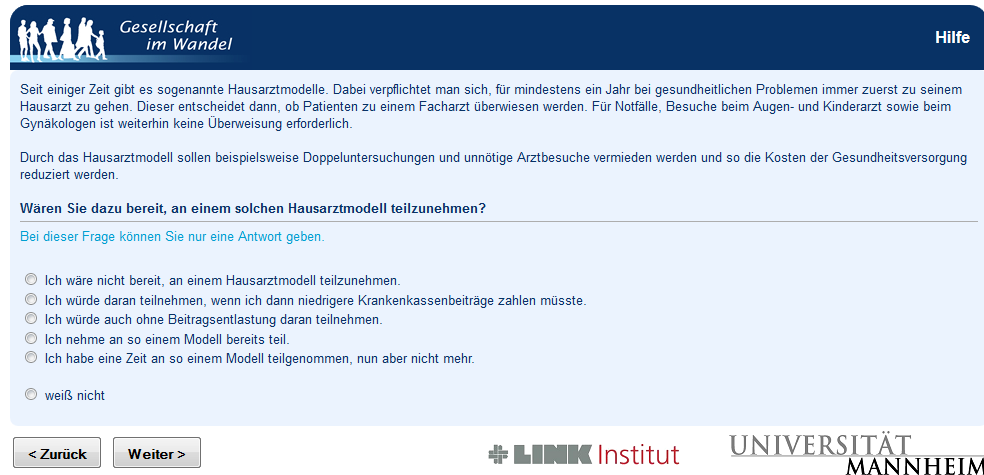 Gesellschaft
im Wandel
Hilfe
Seit einiger Zeit gibt es sogenannte Hausarztmodelle. Dabei verpflichtet man sich, für mindestens ein Jahr bei gesundheitlichen Problemen immer zuerst zu seinem
Hausarzt zu gehen. Dieser entscheidet dann, ob Patienten zu einem Facharzt überwiesen werden. Für Notfälle, Besuche beim Augen- und Kinderarzt sowie beim
Gynäkologen ist weiterhin keine Überweisung erforderlich.
Durch das Hausarztmodell sollen beispielsweise Doppeluntersuchungen und unnötige Arztbesuche vermieden werden und so die Kosten der Gesundheitsversorgung
reduziert werden.
Wären Sie dazu bereit, an einem solchen Hausarztmodell teilzunehmen?
Bei dieser Frage können Sie nur eine Antwort geben.
Ich wäre nicht bereit, an einem Hausarztmodell teilzunehmen.
Ich würde daran teilnehmen, wenn ich dann niedrigere Krankenkassenbeiträge zahlen müsste.
Ich würde auch ohne Beitragsentlastung daran teilnehmen.
Ich nehme an so einem Modell bereits teil.
Ich habe eine Zeit an so einem Modell teilgenommen, nun aber nicht mehr.
weiß nicht
< Zurück
Weiter >
LINK Institut
UNIVERSITÄT
MANNHEIM